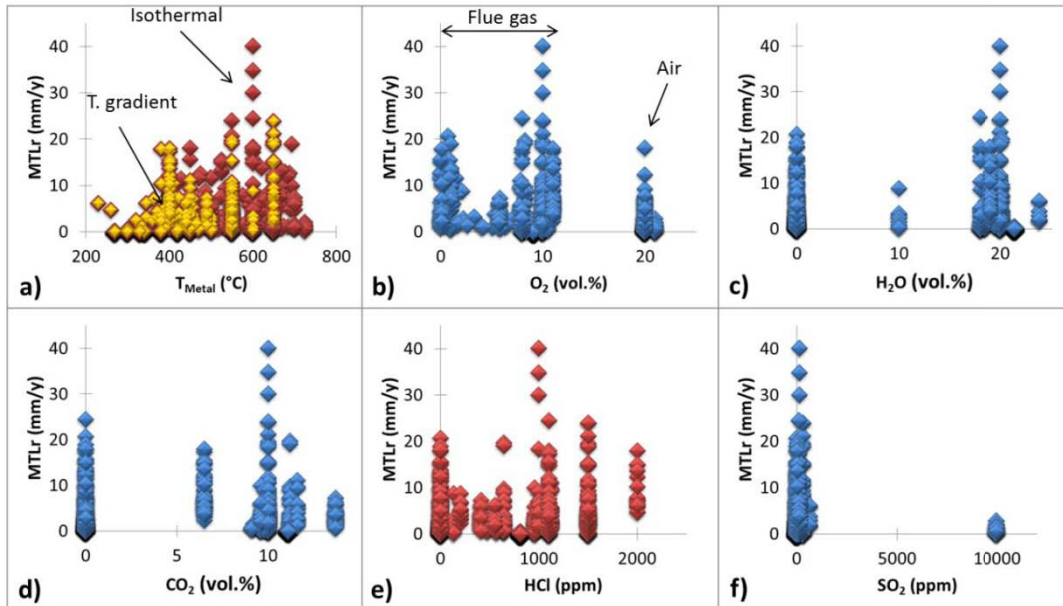 Isothermal
T. gradient
MTLr (mm/y)
40
30
20
10
0
200
400
600
800
a)
T_Metal (°C)
Flue gas
Air
MTLr (mm/y)
40
30
20
10
0
0
10
20
b)
O₂ (vol.%)
MTLr (mm/y)
40
30
20
10
0
0
10
20
c)
H₂O (vol.%)
MTLr (mm/y)
40
30
20
10
0
0
5
10
d)
CO₂ (vol.%)
MTLr (mm/y)
40
30
20
10
0
0
1000
2000
e)
HCl (ppm)
MTLr (mm/y)
40
30
20
10
0
0
5000
10000
f)
SO₂ (ppm)